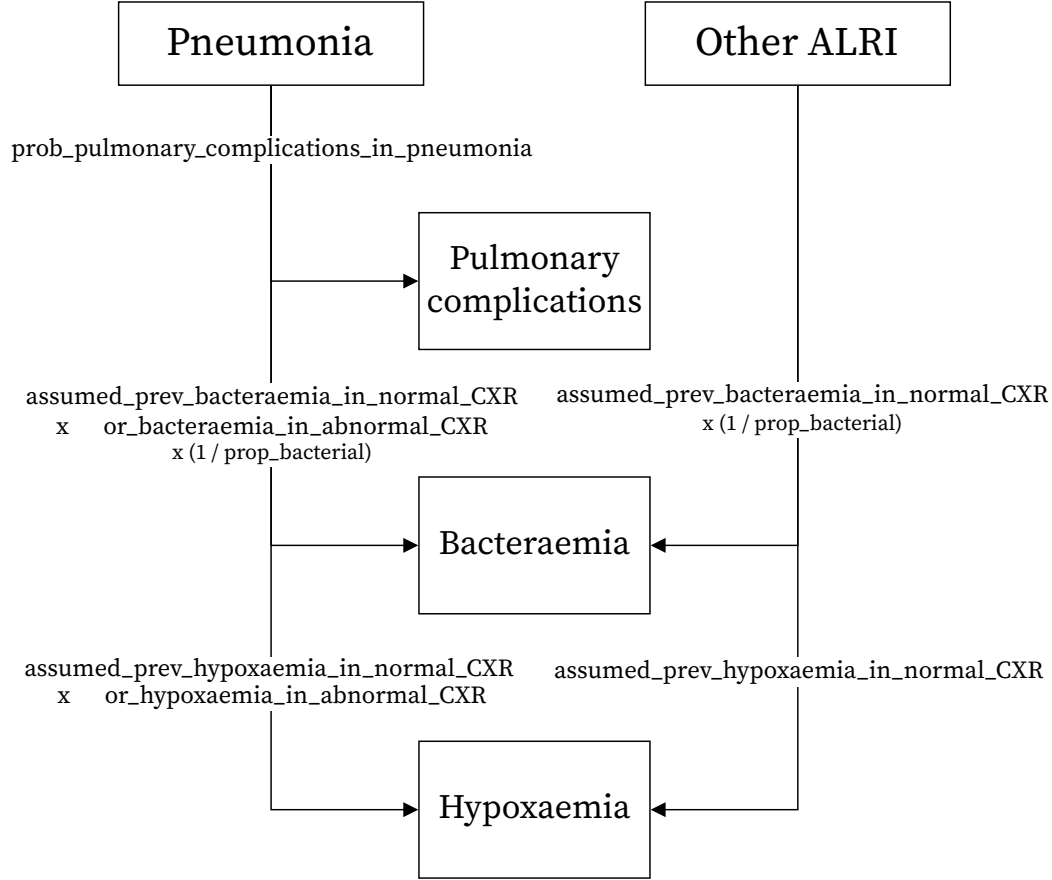 Pneumonia
Other ALRI
prob_pulmonary_complications_in_pneumonia
Pulmonary
complications
assumed_prev_bacteraemia_in_normal_CXR
x or_bacteraemia_in_abnormal_CXR
x (1 / prop_bacterial)
assumed_prev_bacteraemia_in_normal_CXR
x (1 / prop_bacterial)
Bacteraemia
assumed_prev_hypoxaemia_in_normal_CXR
x or_hypoxaemia_in_abnormal_CXR
assumed_prev_hypoxaemia_in_normal_CXR
Hypoxaemia